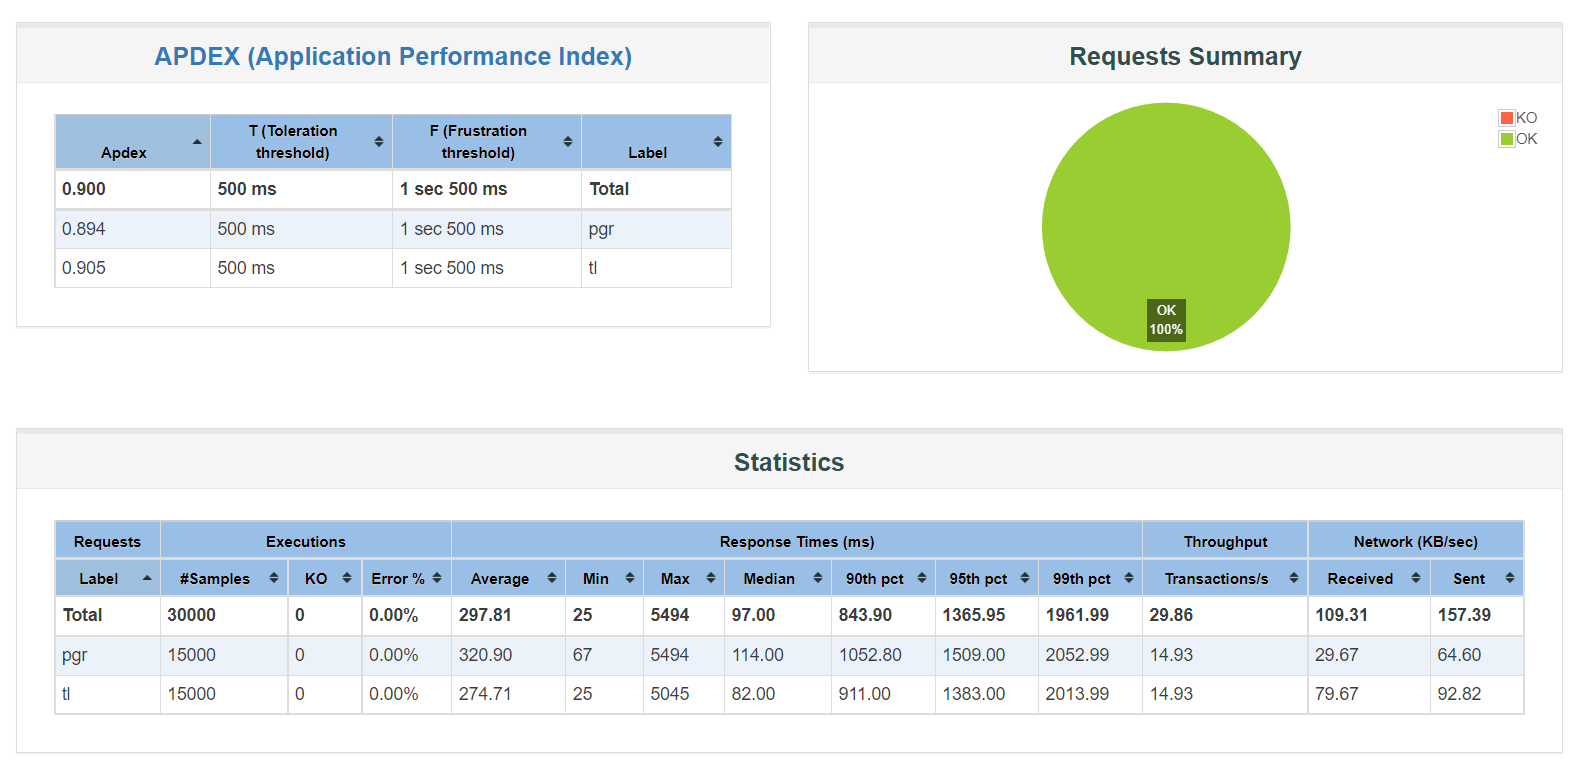 APDEX (Application Performance Index)
Apdex T (Toleration threshold) F (Frustration threshold) Label
0.900 500 ms 1 sec 500 ms Total
0.894 500 ms 1 sec 500 ms pgr
0.905 500 ms 1 sec 500 ms tl
Requests Summary
KO
OK
OK
100%
Statistics
Requests Executions Response Times (ms) Throughput Network (KB/sec)
Label #Samples KO Error % Average Min Max Median 90th pct 95th pct 99th pct Transactions/s Received Sent
Total 30000 0 0.00% 297.81 25 5494 97.00 843.90 1365.95 1961.99 29.86 109.31 157.39
pgr 15000 0 0.00% 320.90 67 5494 114.00 1052.80 1509.00 2052.99 14.93 29.67 64.60
tl 15000 0 0.00% 274.71 25 5045 82.00 911.00 1383.00 2013.99 14.93 79.67 92.82